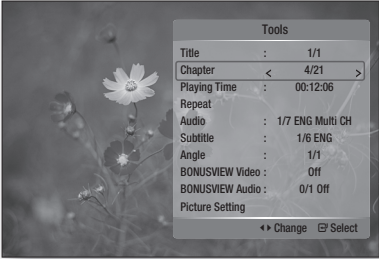 Tools
Title : 1/1
Chapter < 4/21 >
Playing Time : 00:12:06
Repeat
Audio : 1/7 ENG Multi CH
Subtitle : 1/6 ENG
Angle : 1/1
BONUSVIEW Video : Off
BONUSVIEW Audio : 0/1 Off
Picture Setting
Change Select